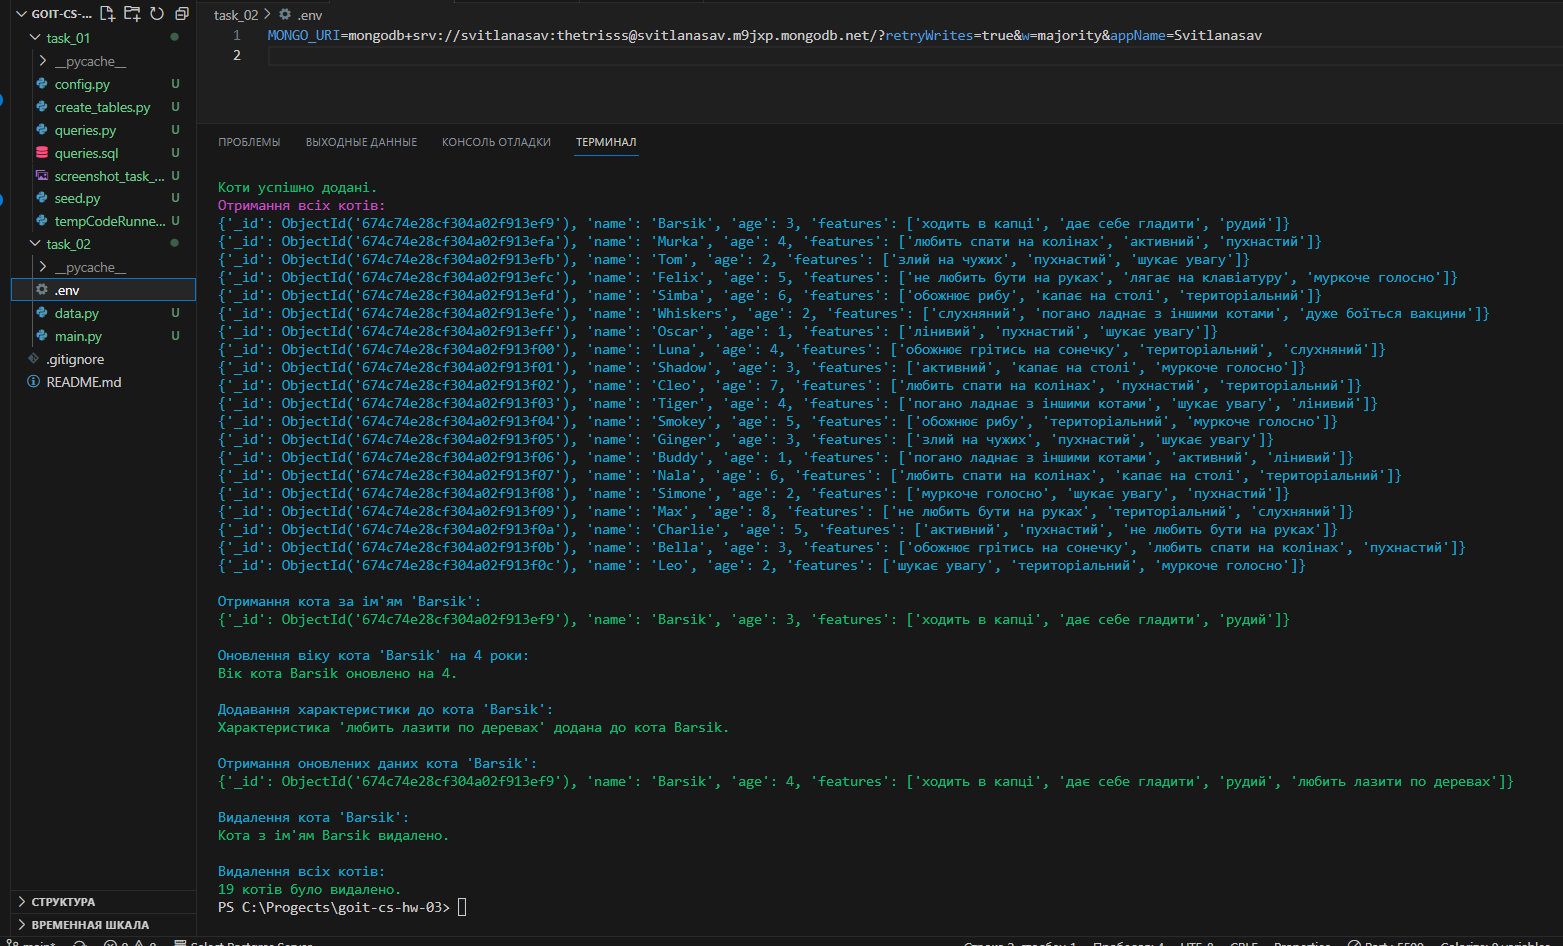 GOIT-CS-...
task_01
__pycache__
config.py U
create_tables.py U
queries.py U
queries.sql U
screenshot_task_... U
seed.py U
tempCodeRunne... U
task_02
__pycache__
.env
data.py U
main.py U
.gitignore
README.md
СТРУКТУРА
ВРЕМЕННАЯ ШКАЛА
task_02 > .env
1 MONGO_URI=mongodb+srv://svitlanasav:thetrisss@svitlanasav.m9jxp.mongodb.net/?retryWrites=true&w=majority&appName=Svitlanasav
2
ПРОБЛЕМЫ ВЫХОДНЫЕ ДАННЫЕ КОНСОЛЬ ОТЛАДКИ ТЕРМИНАЛ
Коти успішно додані.
Отримання всіх котів:
{'_id': ObjectId('674c74e28cf304a02f913ef9'), 'name': 'Barsik', 'age': 3, 'features': ['ходить в капці', 'дає себе гладити', 'рудий']}
{'_id': ObjectId('674c74e28cf304a02f913efa'), 'name': 'Murka', 'age': 4, 'features': ['любить спати на колінах', 'активний', 'пухнастий']}
{'_id': ObjectId('674c74e28cf304a02f913efb'), 'name': 'Tom', 'age': 2, 'features': ['злий на чужих', 'пухнастий', 'шукає увагу']}
{'_id': ObjectId('674c74e28cf304a02f913efc'), 'name': 'Felix', 'age': 5, 'features': ['не любить бути на руках', 'лягає на клавіатуру', 'муркоче голосно']}
{'_id': ObjectId('674c74e28cf304a02f913efd'), 'name': 'Simba', 'age': 6, 'features': ['обожнює рибу', 'капає на столі', 'територіальний']}
{'_id': ObjectId('674c74e28cf304a02f913efe'), 'name': 'Whiskers', 'age': 2, 'features': ['слухняний', 'погано ладнає з іншими котами', 'дуже боїться вакцини']}
{'_id': ObjectId('674c74e28cf304a02f913eff'), 'name': 'Oscar', 'age': 1, 'features': ['лінивий', 'пухнастий', 'шукає увагу']}
{'_id': ObjectId('674c74e28cf304a02f913f00'), 'name': 'Luna', 'age': 4, 'features': ['обожнює грітись на сонечку', 'територіальний', 'слухняний']}
{'_id': ObjectId('674c74e28cf304a02f913f01'), 'name': 'Shadow', 'age': 3, 'features': ['активний', 'капає на столі', 'муркоче голосно']}
{'_id': ObjectId('674c74e28cf304a02f913f02'), 'name': 'Cleo', 'age': 7, 'features': ['любить спати на колінах', 'пухнастий', 'територіальний']}
{'_id': ObjectId('674c74e28cf304a02f913f03'), 'name': 'Tiger', 'age': 4, 'features': ['погано ладнає з іншими котами', 'шукає увагу', 'лінивий']}
{'_id': ObjectId('674c74e28cf304a02f913f04'), 'name': 'Smokey', 'age': 5, 'features': ['обожнює рибу', 'територіальний', 'муркоче голосно']}
{'_id': ObjectId('674c74e28cf304a02f913f05'), 'name': 'Ginger', 'age': 3, 'features': ['злий на чужих', 'пухнастий', 'шукає увагу']}
{'_id': ObjectId('674c74e28cf304a02f913f06'), 'name': 'Buddy', 'age': 1, 'features': ['погано ладнає з іншими котами', 'активний', 'лінивий']}
{'_id': ObjectId('674c74e28cf304a02f913f07'), 'name': 'Nala', 'age': 6, 'features': ['любить спати на колінах', 'капає на столі', 'територіальний']}
{'_id': ObjectId('674c74e28cf304a02f913f08'), 'name': 'Simone', 'age': 2, 'features': ['муркоче голосно', 'шукає увагу', 'пухнастий']}
{'_id': ObjectId('674c74e28cf304a02f913f09'), 'name': 'Max', 'age': 8, 'features': ['не любить бути на руках', 'територіальний', 'слухняний']}
{'_id': ObjectId('674c74e28cf304a02f913f0a'), 'name': 'Charlie', 'age': 5, 'features': ['активний', 'пухнастий', 'не любить бути на руках']}
{'_id': ObjectId('674c74e28cf304a02f913f0b'), 'name': 'Bella', 'age': 3, 'features': ['обожнює грітись на сонечку', 'любить спати на колінах', 'пухнастий']}
{'_id': ObjectId('674c74e28cf304a02f913f0c'), 'name': 'Leo', 'age': 2, 'features': ['шукає увагу', 'територіальний', 'муркоче голосно']}
Отримання кота за ім'ям 'Barsik':
{'_id': ObjectId('674c74e28cf304a02f913ef9'), 'name': 'Barsik', 'age': 3, 'features': ['ходить в капці', 'дає себе гладити', 'рудий']}
Оновлення віку кота 'Barsik' на 4 роки:
Вік кота Barsik оновлено на 4.
Додавання характеристики до кота 'Barsik':
Характеристика 'любить лазити по деревах' додана до кота Barsik.
Отримання оновлених даних кота 'Barsik':
{'_id': ObjectId('674c74e28cf304a02f913ef9'), 'name': 'Barsik', 'age': 4, 'features': ['ходить в капці', 'дає себе гладити', 'рудий', 'любить лазити по деревах']}
Видалення кота 'Barsik':
Кота з ім'ям Barsik видалено.
Видалення всіх котів:
19 котів було видалено.
PS C:\Progects\goit-cs-hw-03>